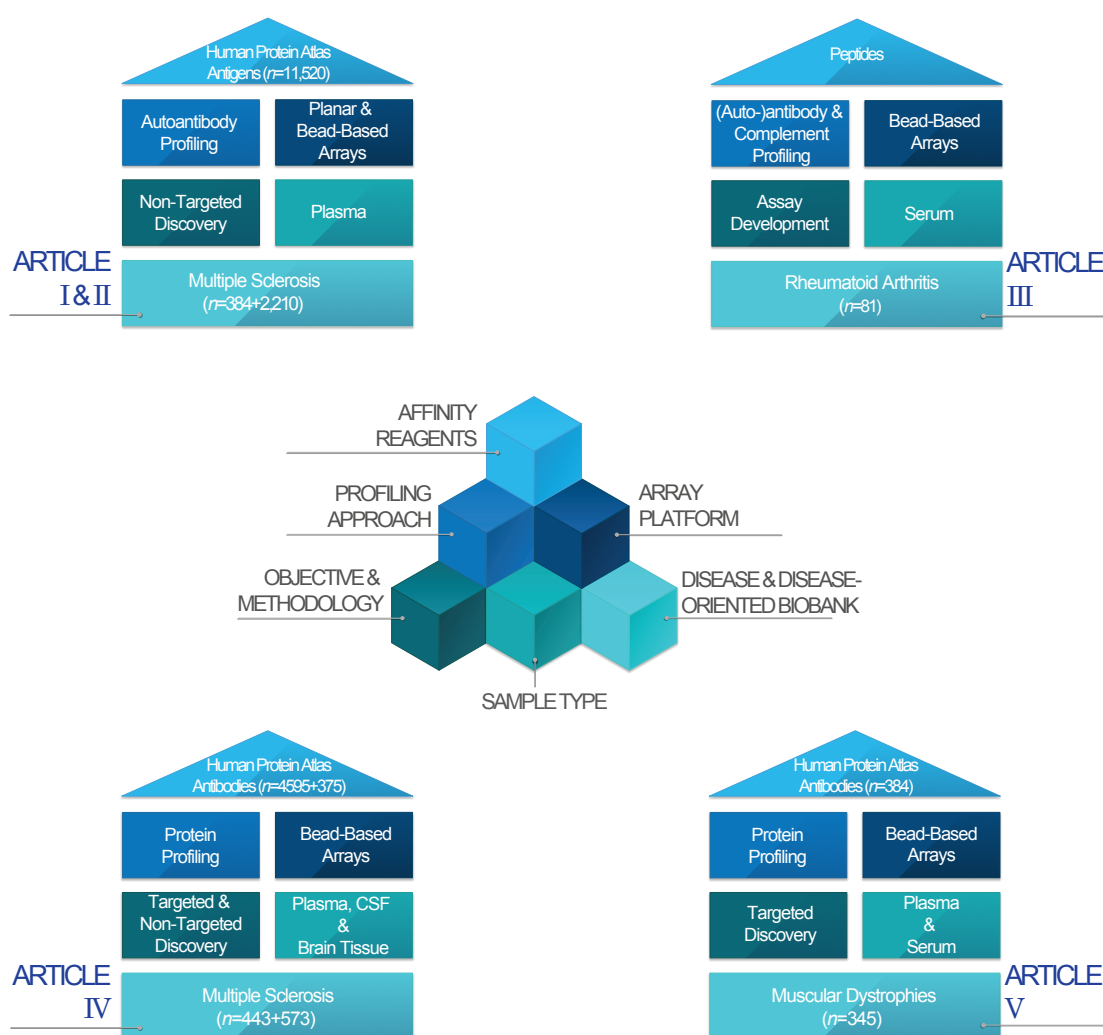 Human Protein Atlas
Antigens (n=11,520)
Autoantibody
Profiling
Planar &
Bead-Based
Arrays
Non-Targeted
Discovery
Plasma
Multiple Sclerosis
(n=384+2,210)
ARTICLE
I & II
Peptides
(Auto-)antibody &
Complement
Profiling
Bead-Based
Arrays
Assay
Development
Serum
Rheumatoid Arthritis
(n=81)
ARTICLE
III
AFFINITY
REAGENTS
PROFILING
APPROACH
ARRAY
PLATFORM
OBJECTIVE &
METHODOLOGY
DISEASE & DISEASE-
ORIENTED BIOBANK
SAMPLE TYPE
Human Protein Atlas
Antibodies (n=4595+375)
Protein
Profiling
Bead-Based
Arrays
Targeted &
Non-Targeted
Discovery
Plasma, CSF
&
Brain Tissue
Multiple Sclerosis
(n=443+573)
ARTICLE
IV
Human Protein Atlas
Antibodies (n=384)
Protein
Profiling
Bead-Based
Arrays
Targeted
Discovery
Plasma
&
Serum
Muscular Dystrophies
(n=345)
ARTICLE
V